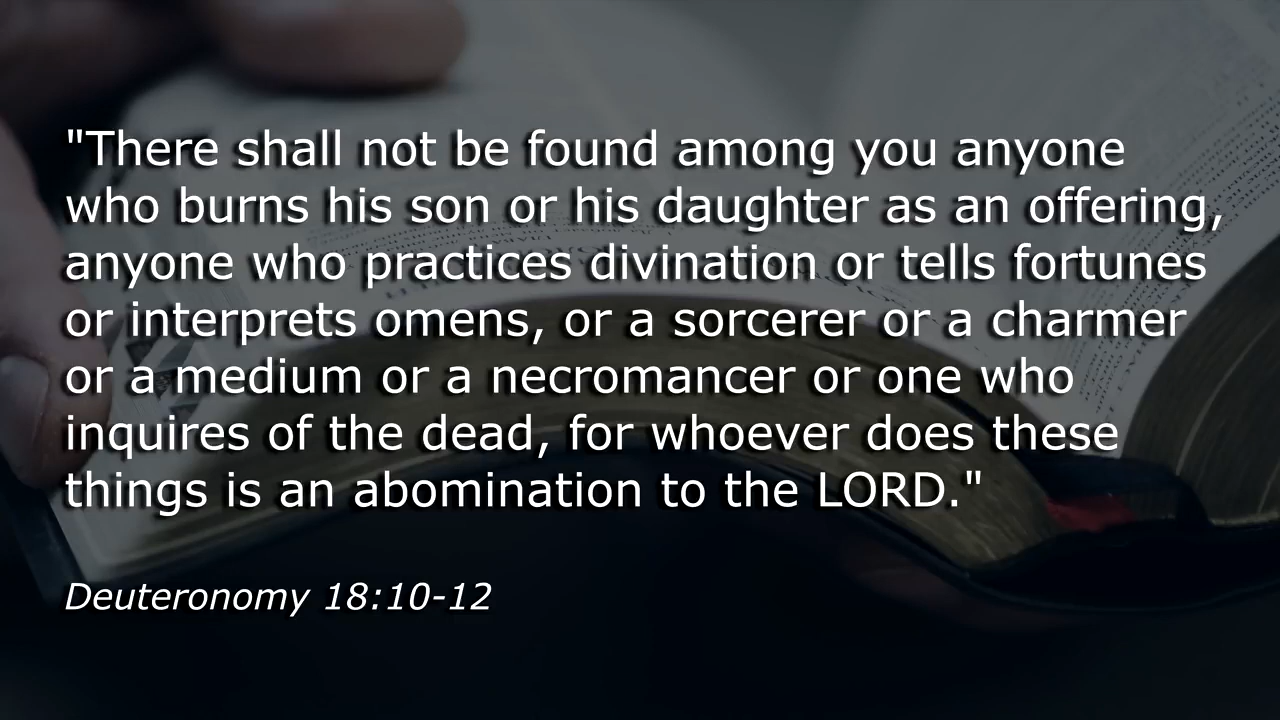 "There shall not be found among you anyone
who burns his son or his daughter as an offering,
anyone who practices divination or tells fortunes
or interprets omens, or a sorcerer or a charmer
or a medium or a necromancer or one who
inquires of the dead, for whoever does these
things is an abomination to the LORD."
Deuteronomy 18:10-12